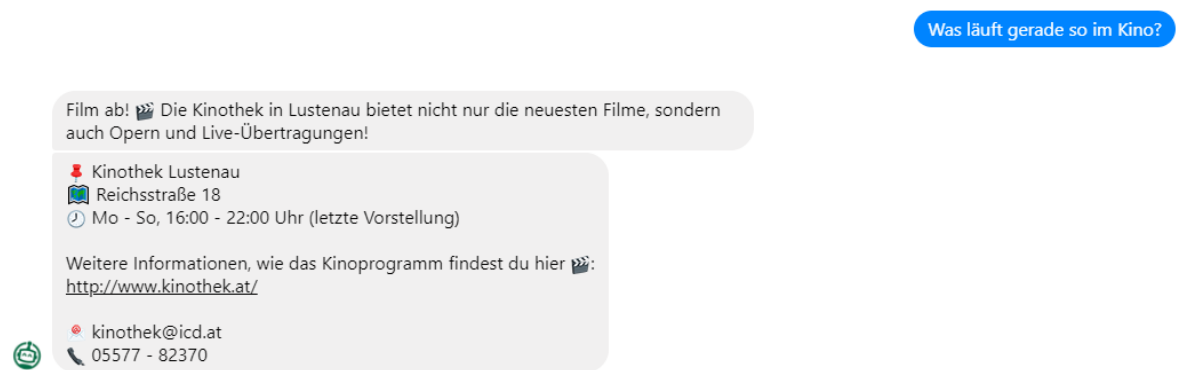 Was läuft gerade so im Kino?
Film ab! 🎬 Die Kinothek in Lustenau bietet nicht nur die neuesten Filme, sondern
auch Opern und Live-Übertragungen!
📌 Kinothek Lustenau
🗺️ Reichsstraße 18
🕗 Mo - So, 16:00 - 22:00 Uhr (letzte Vorstellung)
Weitere Informationen, wie das Kinoprogramm findest du hier 🎬:
http://www.kinothek.at/
📧 kinothek@icd.at
📞 05577 - 82370